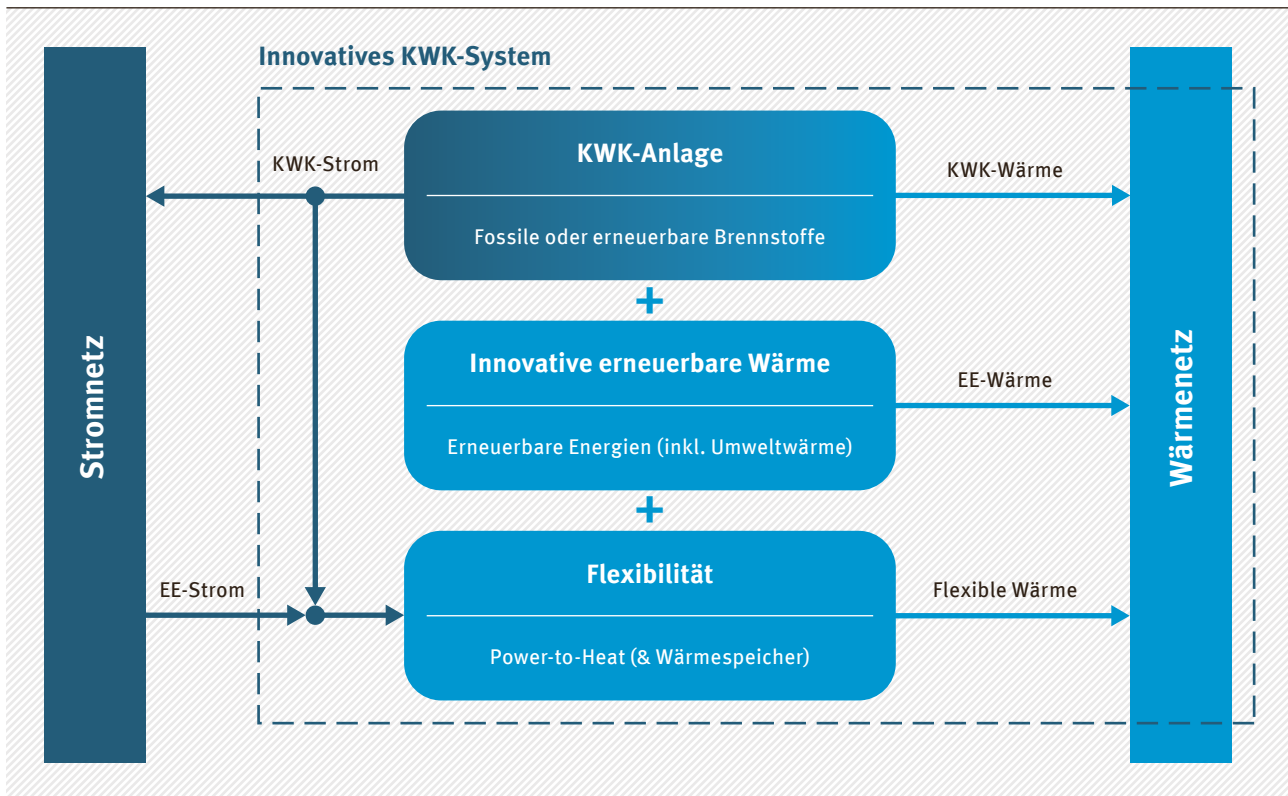 Innovatives KWK-System
Stromnetz
KWK-Strom
KWK-Anlage
Fossile oder erneuerbare Brennstoffe
KWK-Wärme
+
Innovative erneuerbare Wärme
Erneuerbare Energien (inkl. Umweltwärme)
EE-Wärme
+
EE-Strom
Flexibilität
Power-to-Heat (& Wärmespeicher)
Flexible Wärme
Wärmenetz